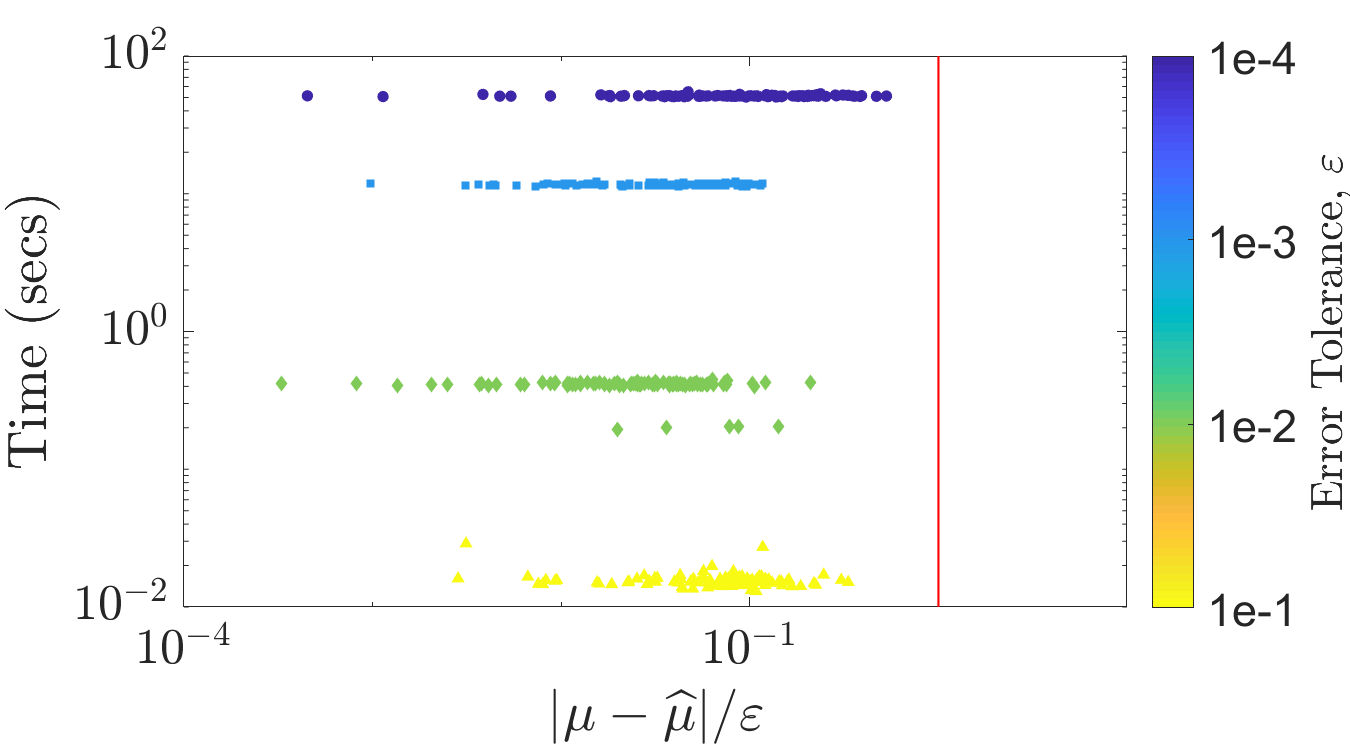 10^2
10^0
10^{-2}
Time (secs)
10^{-4}
10^{-1}
|μ − μ̂|/ε
1e-4
1e-3
1e-2
1e-1
Error Tolerance, ε